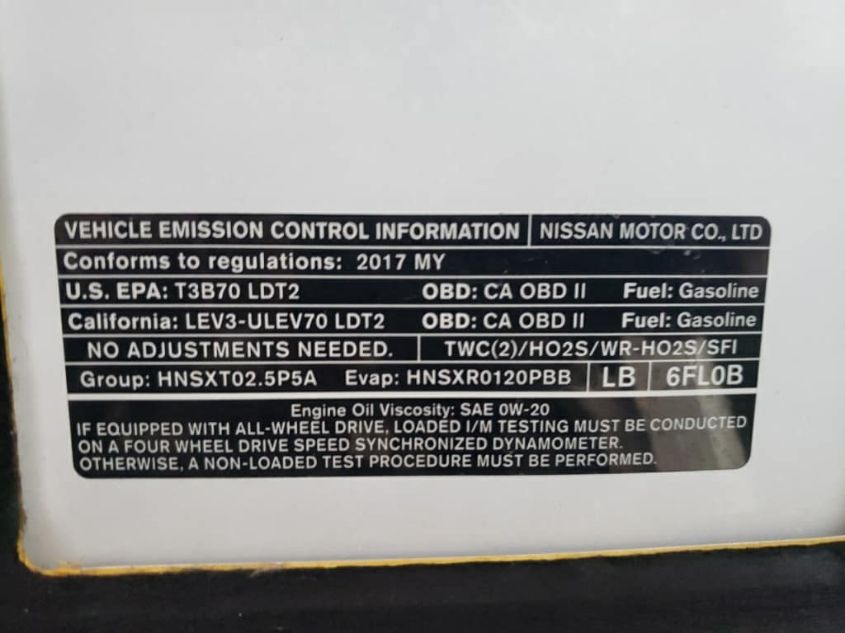 VEHICLE EMISSION CONTROL INFORMATION NISSAN MOTOR CO., LTD
Conforms to regulations: 2017 MY
U.S. EPA: T3B70 LDT2 OBD: CA OBD II Fuel: Gasoline
California: LEV3-ULEV70 LDT2 OBD: CA OBD II Fuel: Gasoline
NO ADJUSTMENTS NEEDED. TWC(2)/HO2S/WR-HO2S/SFI
Group: HNSXT02.5P5A Evap: HNSXR0120PBB LB 6FL0B
Engine Oil Viscosity: SAE 0W-20
IF EQUIPPED WITH ALL-WHEEL DRIVE, LOADED I/M TESTING MUST BE CONDUCTED
ON A FOUR WHEEL DRIVE SPEED SYNCHRONIZED DYNAMOMETER.
OTHERWISE, A NON-LOADED TEST PROCEDURE MUST BE PERFORMED.